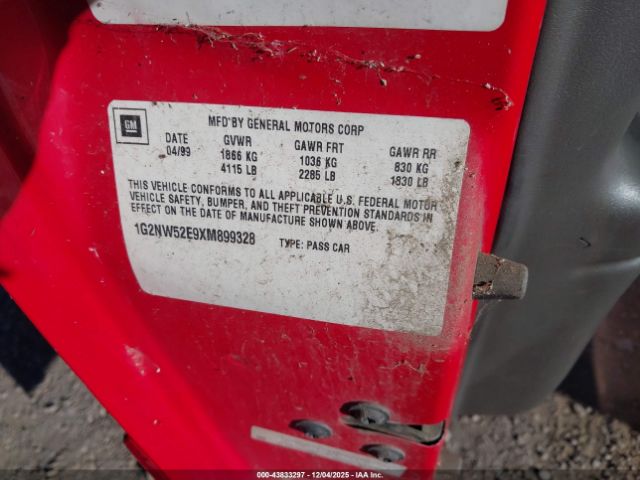 GM
MFD BY GENERAL MOTORS CORP
DATE GVWR GAWR FRT GAWR RR
04/99 1866 KG 1036 KG 830 KG
4115 LB 2285 LB 1830 LB
THIS VEHICLE CONFORMS TO ALL APPLICABLE U.S. FEDERAL MOTOR
VEHICLE SAFETY, BUMPER, AND THEFT PREVENTION STANDARDS IN
EFFECT ON THE DATE OF MANUFACTURE SHOWN ABOVE.
1G2NW52E9XM899328 TYPE: PASS CAR
000-43833297 - 12/04/2025 - IAAI.COM